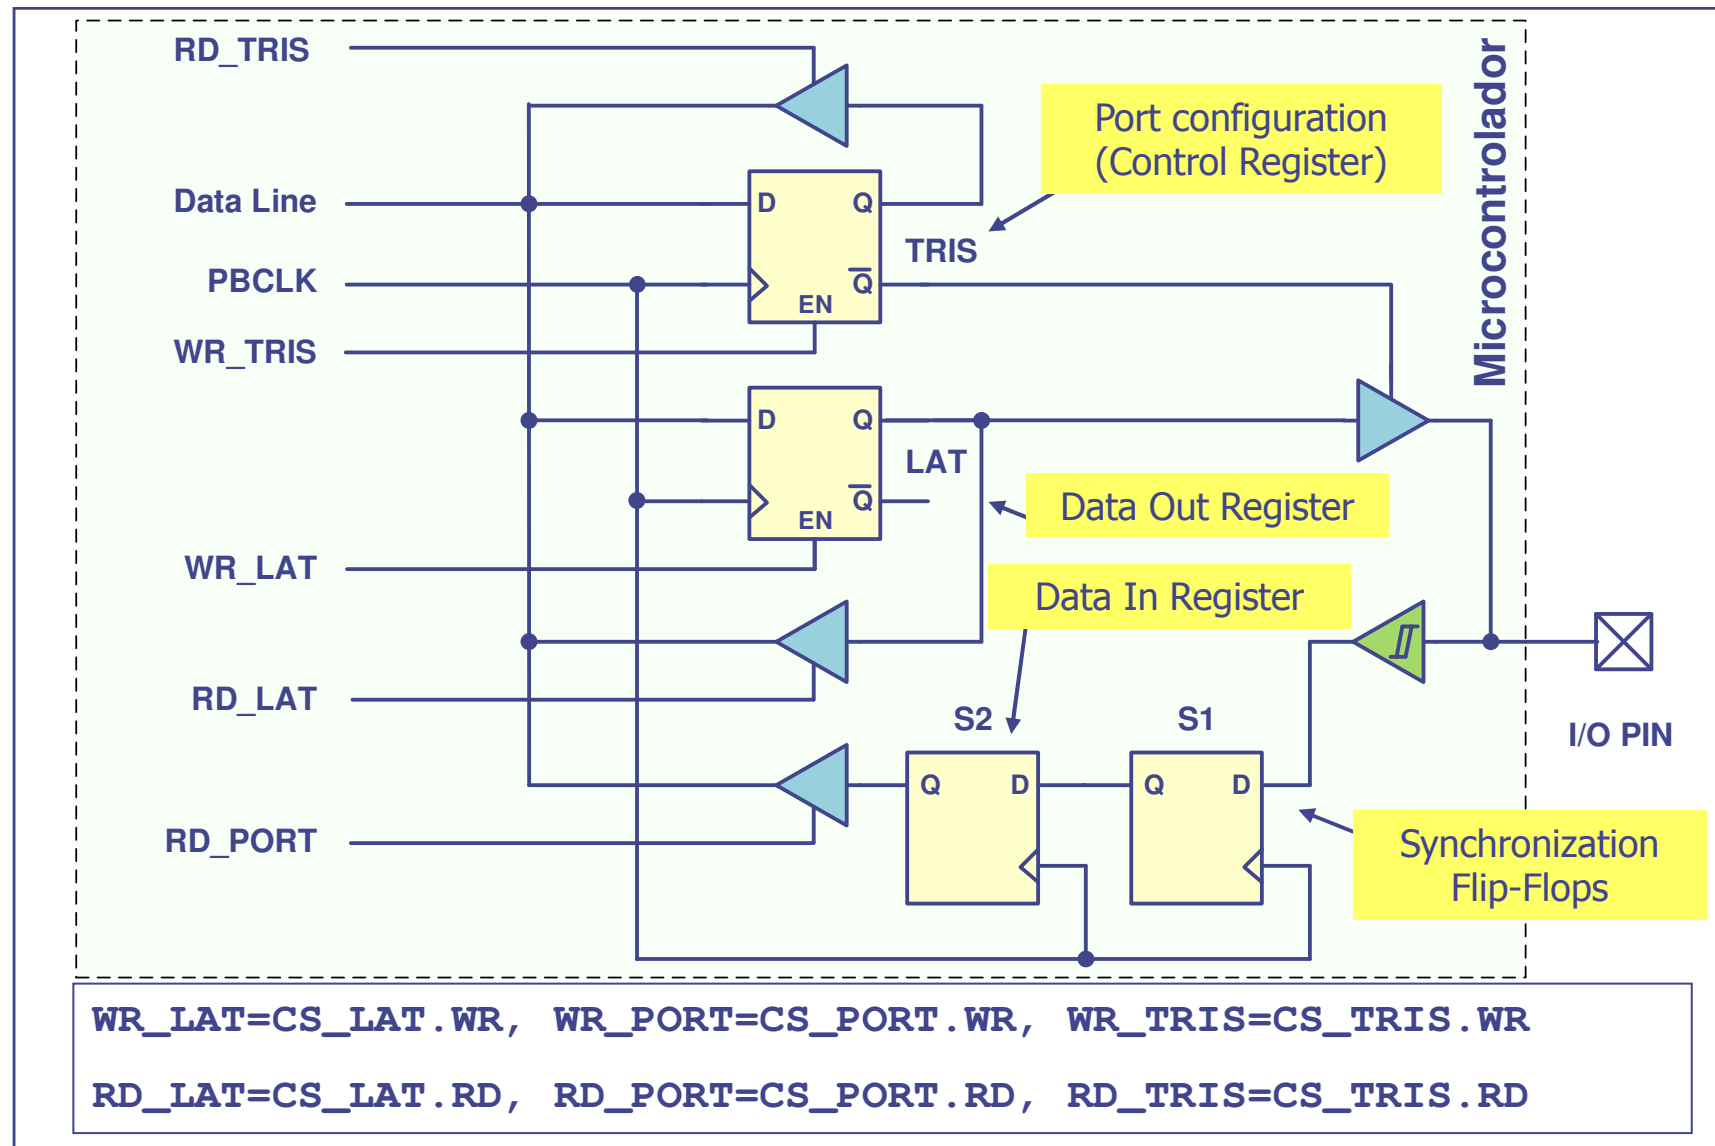 RD_TRIS
Port configuration
(Control Register)
Microcontrolador
Data Line
D
Q
TRIS
PBCLK
Q
EN
WR_TRIS
D
Q
LAT
Data Out Register
Q
EN
WR_LAT
Data In Register
RD_LAT
S2
S1
I/O PIN
Q
D
Q
D
RD_PORT
Synchronization
Flip-Flops
WR_LAT=CS_LAT.WR, WR_PORT=CS_PORT.WR, WR_TRIS=CS_TRIS.WR
RD_LAT=CS_LAT.RD, RD_PORT=CS_PORT.RD, RD_TRIS=CS_TRIS.RD